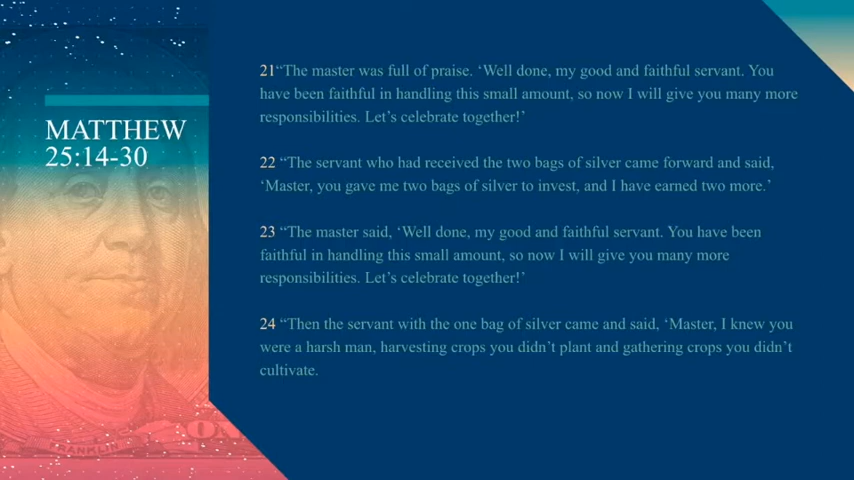 MATTHEW
25:14-30
21“The master was full of praise. ‘Well done, my good and faithful servant. You
have been faithful in handling this small amount, so now I will give you many more
responsibilities. Let’s celebrate together!’
22 “The servant who had received the two bags of silver came forward and said,
‘Master, you gave me two bags of silver to invest, and I have earned two more.’
23 “The master said, ‘Well done, my good and faithful servant. You have been
faithful in handling this small amount, so now I will give you many more
responsibilities. Let’s celebrate together!’
24 “Then the servant with the one bag of silver came and said, ‘Master, I knew you
were a harsh man, harvesting crops you didn’t plant and gathering crops you didn’t
cultivate.
FRANKLIN